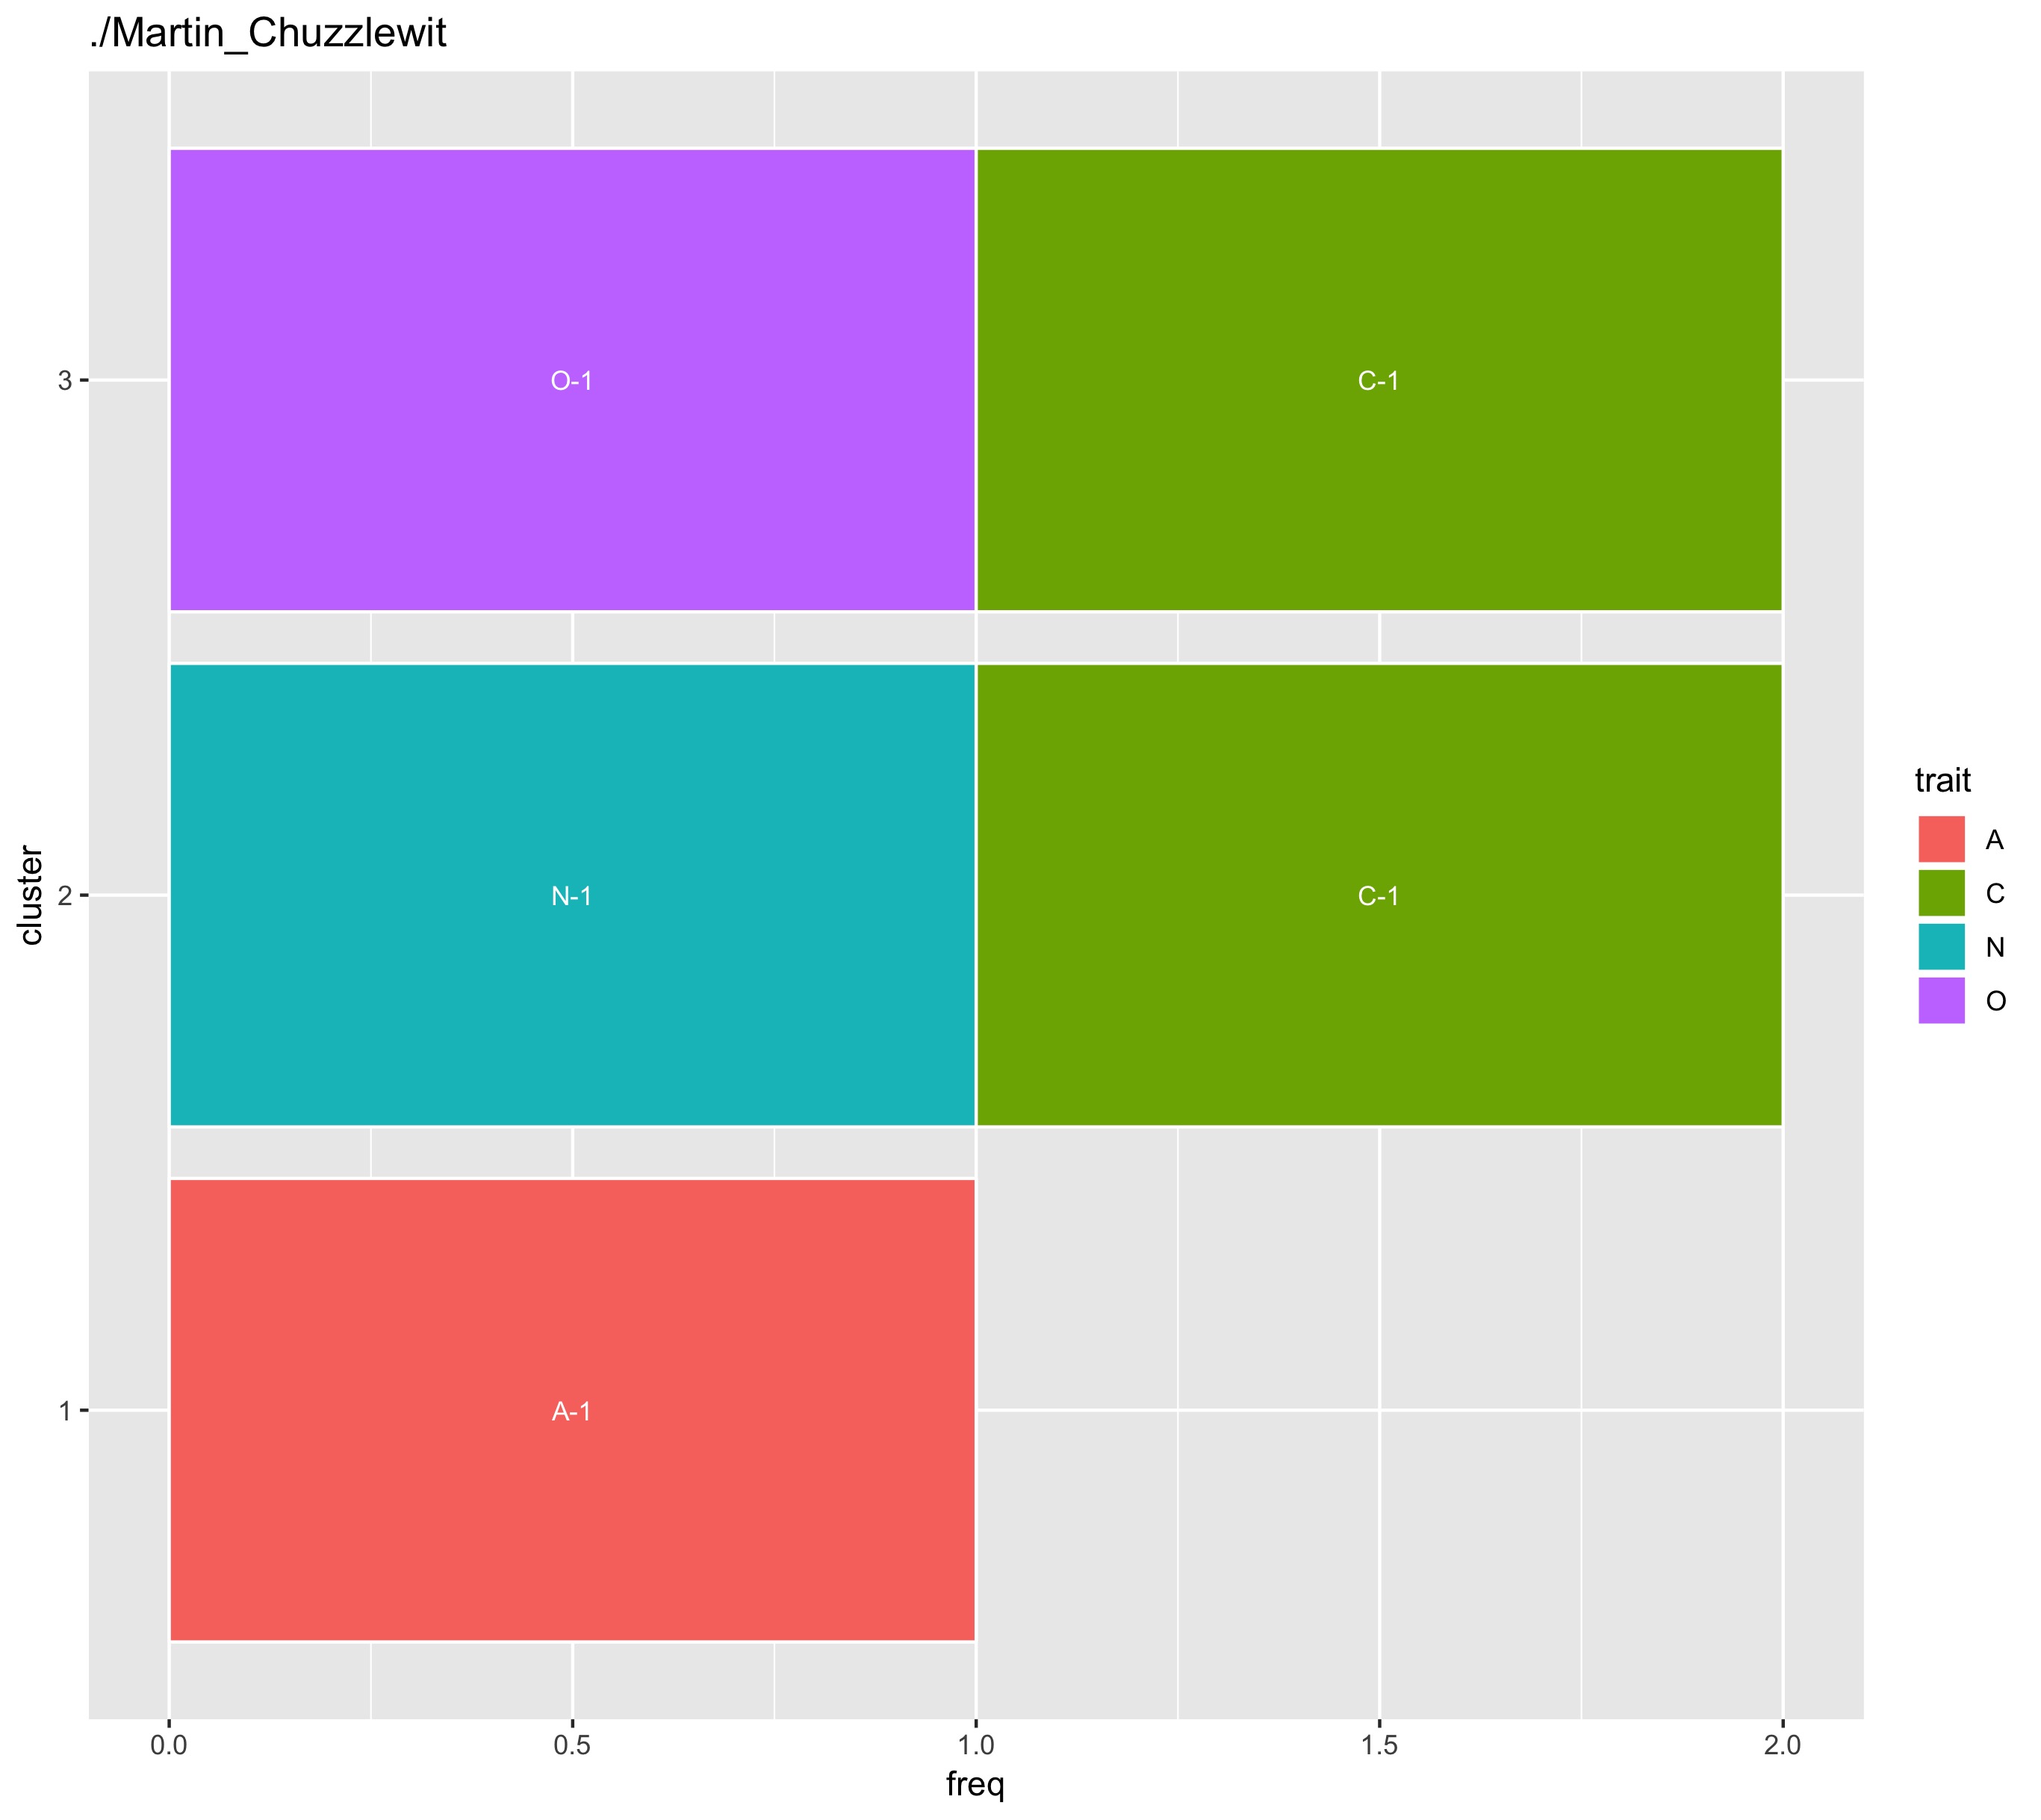 ./Martin_Chuzzlewit
3
O-1
C-1
cluster
2
N-1
C-1
1
A-1
0.0
0.5
1.0
1.5
2.0
freq
trait
A
C
N
O